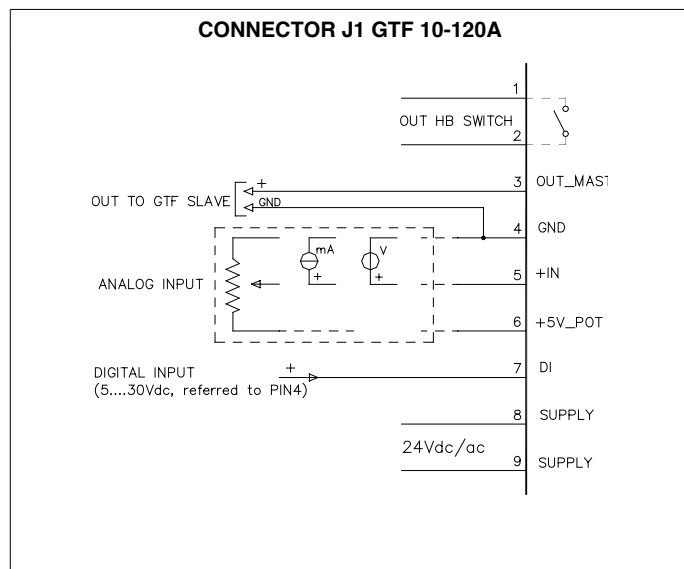 CONNECTOR J1 GTF 10-120A
1
OUT HB SWITCH
2
+
3 OUT_MAST
OUT TO GTF SLAVE
GND
4 GND
mA V
ANALOG INPUT
+ +
5 +IN
6 +5V_POT
DIGITAL INPUT + 7 DI
(5....30Vdc, referred to PIN4)
8 SUPPLY
24Vdc/ac
9 SUPPLY